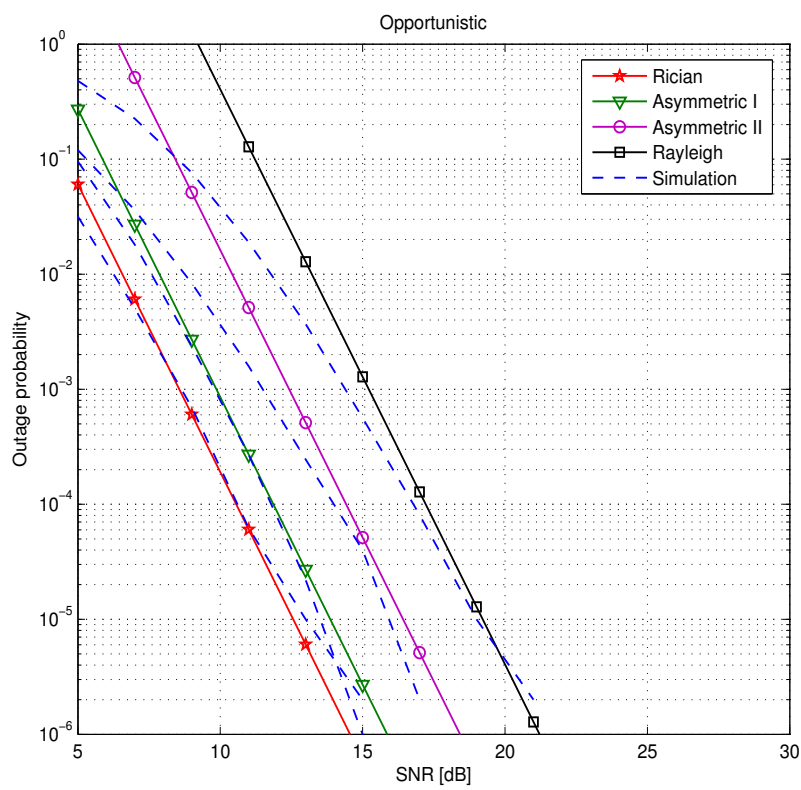 Opportunistic
Rician
Asymmetric I
Asymmetric II
Rayleigh
Simulation
Outage probability
10^0
10^−1
10^−2
10^−3
10^−4
10^−5
10^−6
5
10
15
20
25
30
SNR [dB]